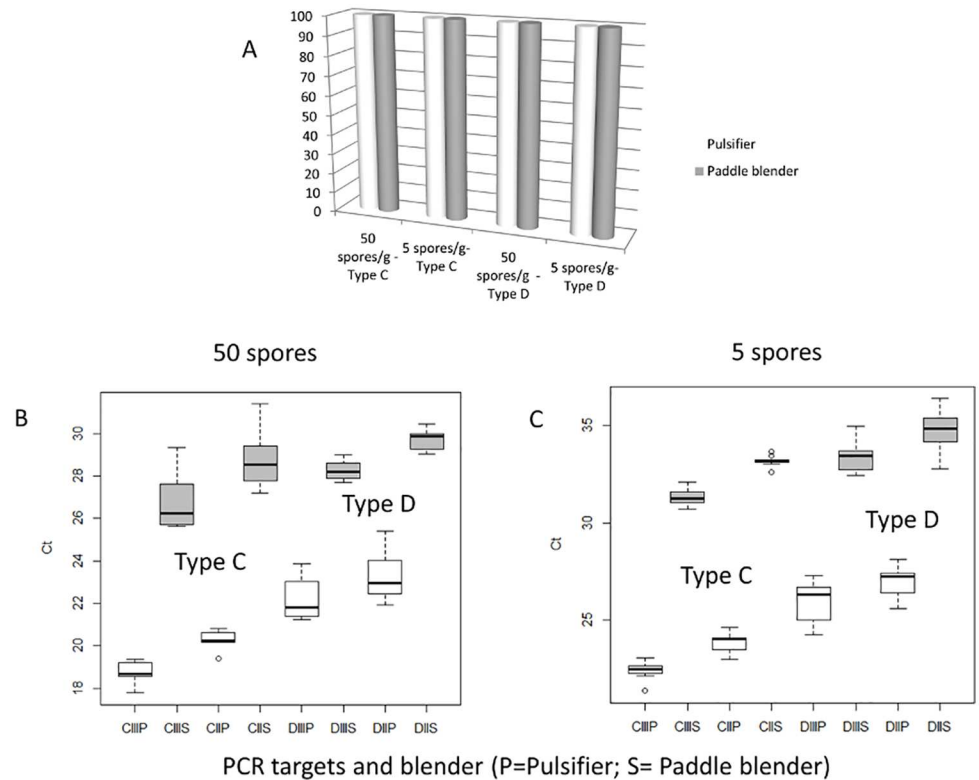 A
100
90
80
70
60
50
40
30
20
10
0
50
spores/g -
Type C
5 spores/g-
Type C
50
spores/g -
Type D
5 spores/g-
Type D
Pulsifier
Paddle blender
50 spores
B
Ct
30
28
26
24
22
20
18
Type C
Type D
CIIIP CIIIS CIIP CIIS DIIIP DIIIS DIIP DIIS
5 spores
C
Ct
35
30
25
Type C
Type D
CIIIP CIIIS CIIP CIIS DIIIP DIIIS DIIP DIIS
PCR targets and blender (P=Pulsifier; S= Paddle blender)